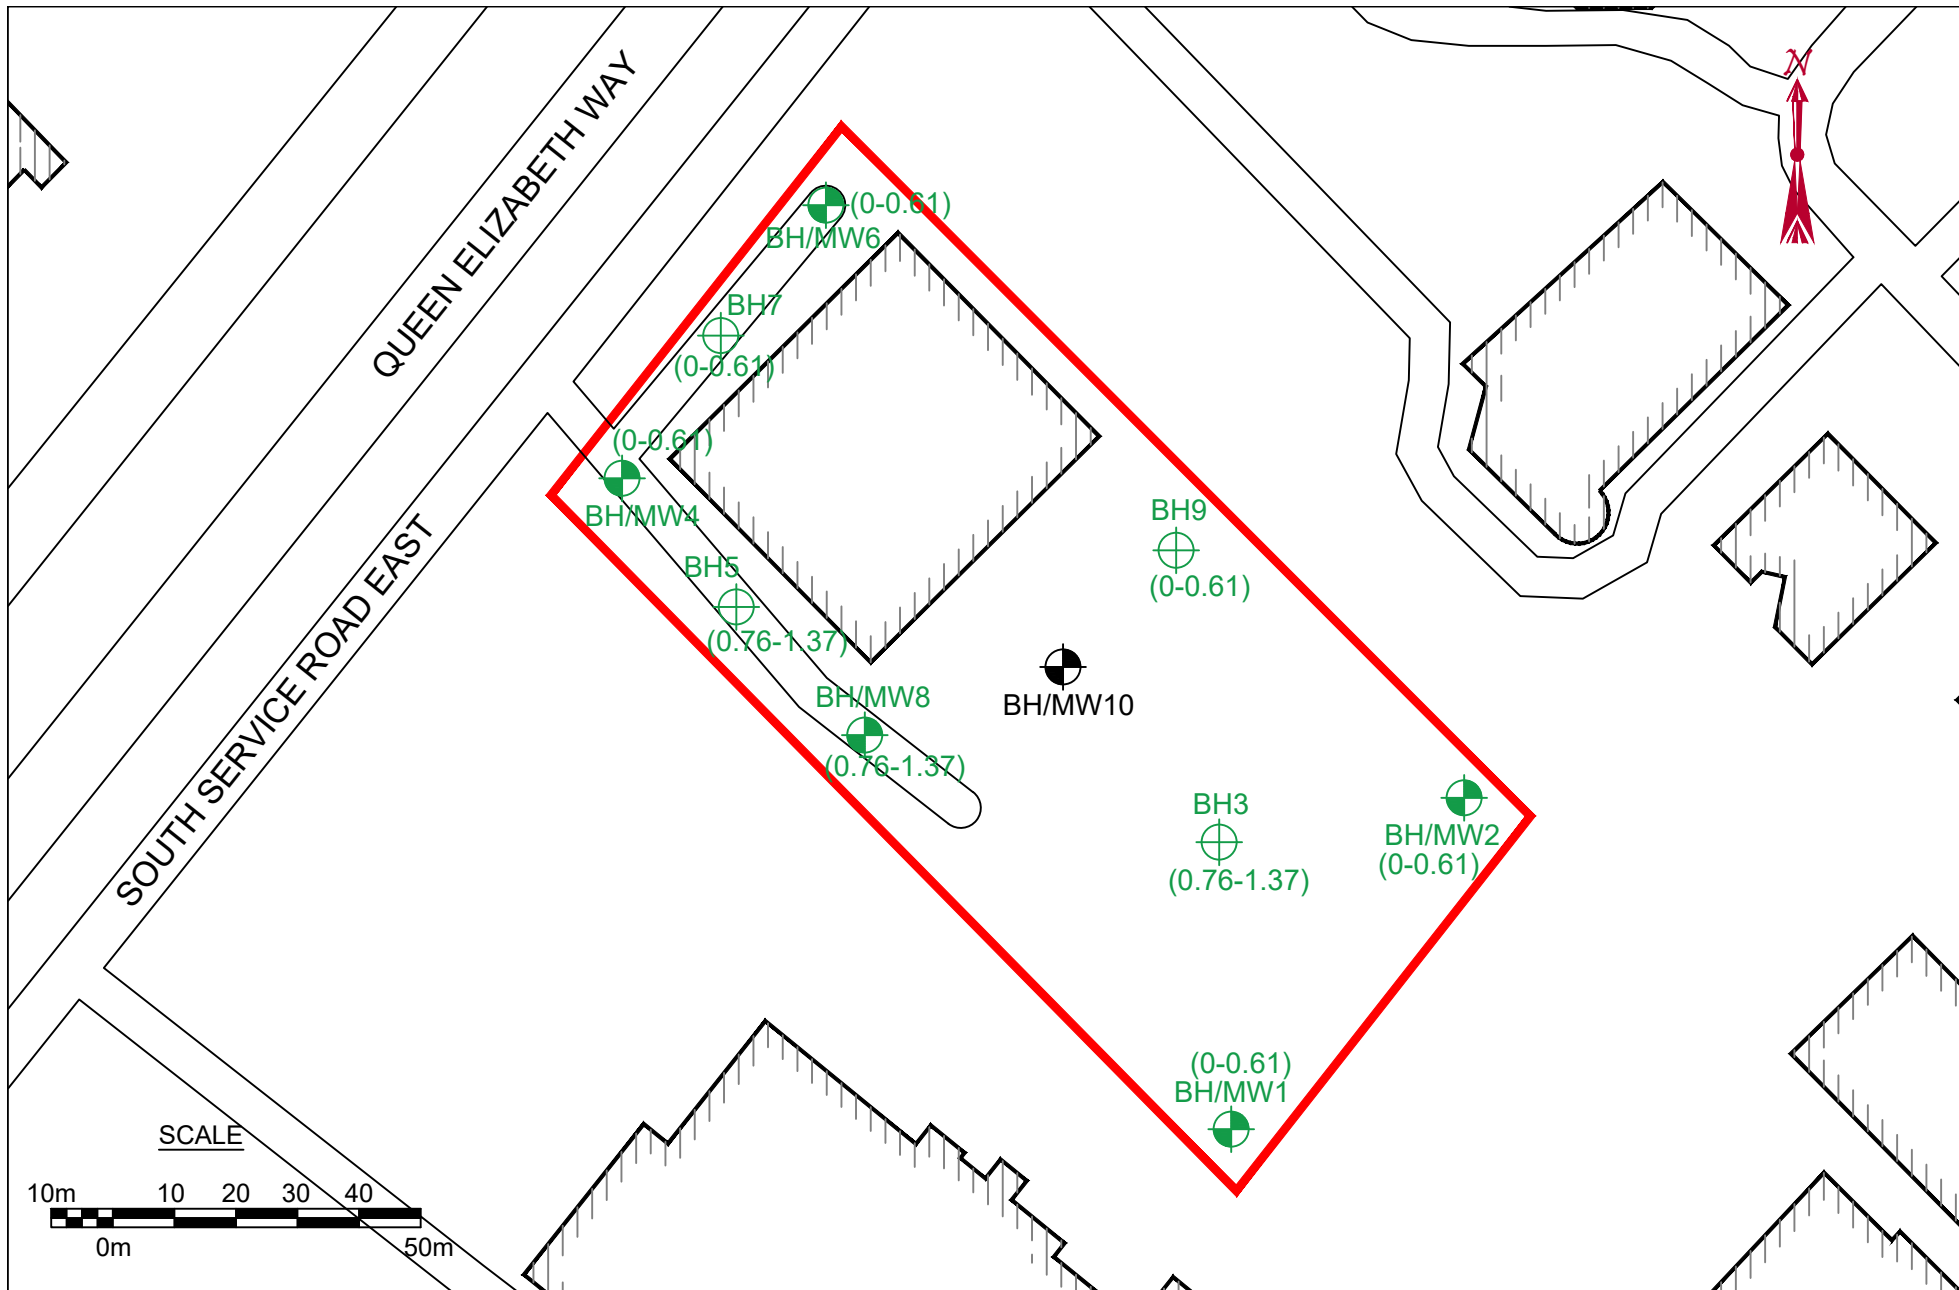 N
QUEEN ELIZABETH WAY
SOUTH SERVICE ROAD EAST
(0-0.61)
BH/MW6
BH7
(0-0.61)
(0-0.61)
BH/MW4
BH5
(0.76-1.37)
BH9
(0-0.61)
BH/MW8
(0.76-1.37)
BH/MW10
BH3
(0.76-1.37)
BH/MW2
(0-0.61)
(0-0.61)
BH/MW1
SCALE
10m 10 20 30 40
0m 50m